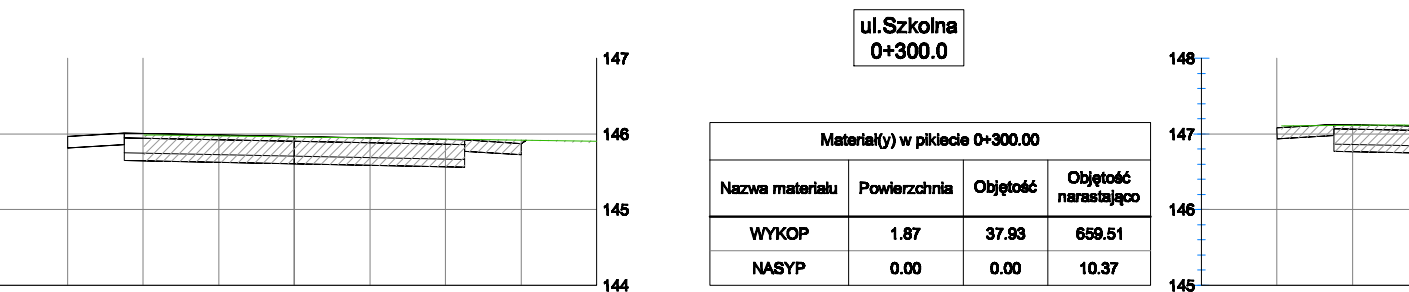 147
146
145
144
ul.Szkolna
0+300.0
Materiał(y) w pikiecie 0+300.00
Nazwa materiału Powierzchnia Objętość Objętość narastająco
WYKOP 1.87 37.93 659.51
NASYP 0.00 0.00 10.37
148
147
146
145